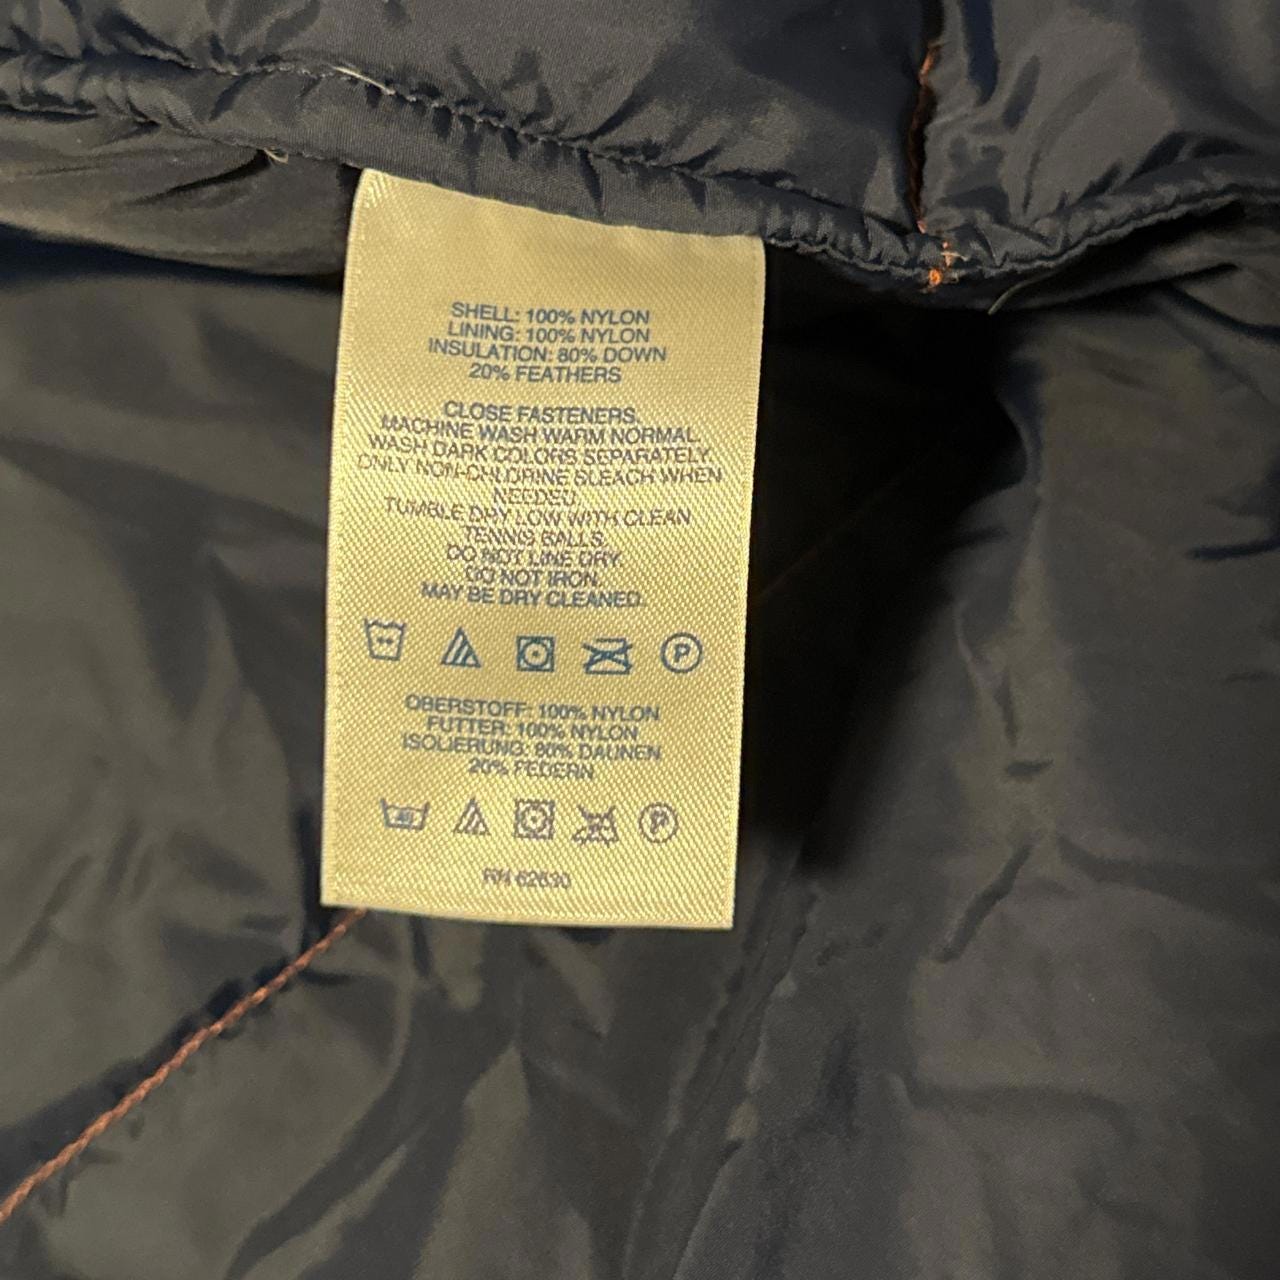 SHELL: 100% NYLON
LINING: 100% NYLON
INSULATION: 80% DOWN
20% FEATHERS
CLOSE FASTENERS.
MACHINE WASH WARM NORMAL.
WASH DARK COLORS SEPARATELY.
ONLY NON-CHLORINE BLEACH WHEN
NEEDED.
TUMBLE DRY LOW WITH CLEAN
TENNIS BALLS.
DO NOT LINE DRY.
DO NOT IRON.
MAY BE DRY CLEANED.
P
OBERSTOFF: 100% NYLON
FUTTER: 100% NYLON
ISOLIERUNG: 80% DAUNEN
20% FEDERN
40 P
RN 62630